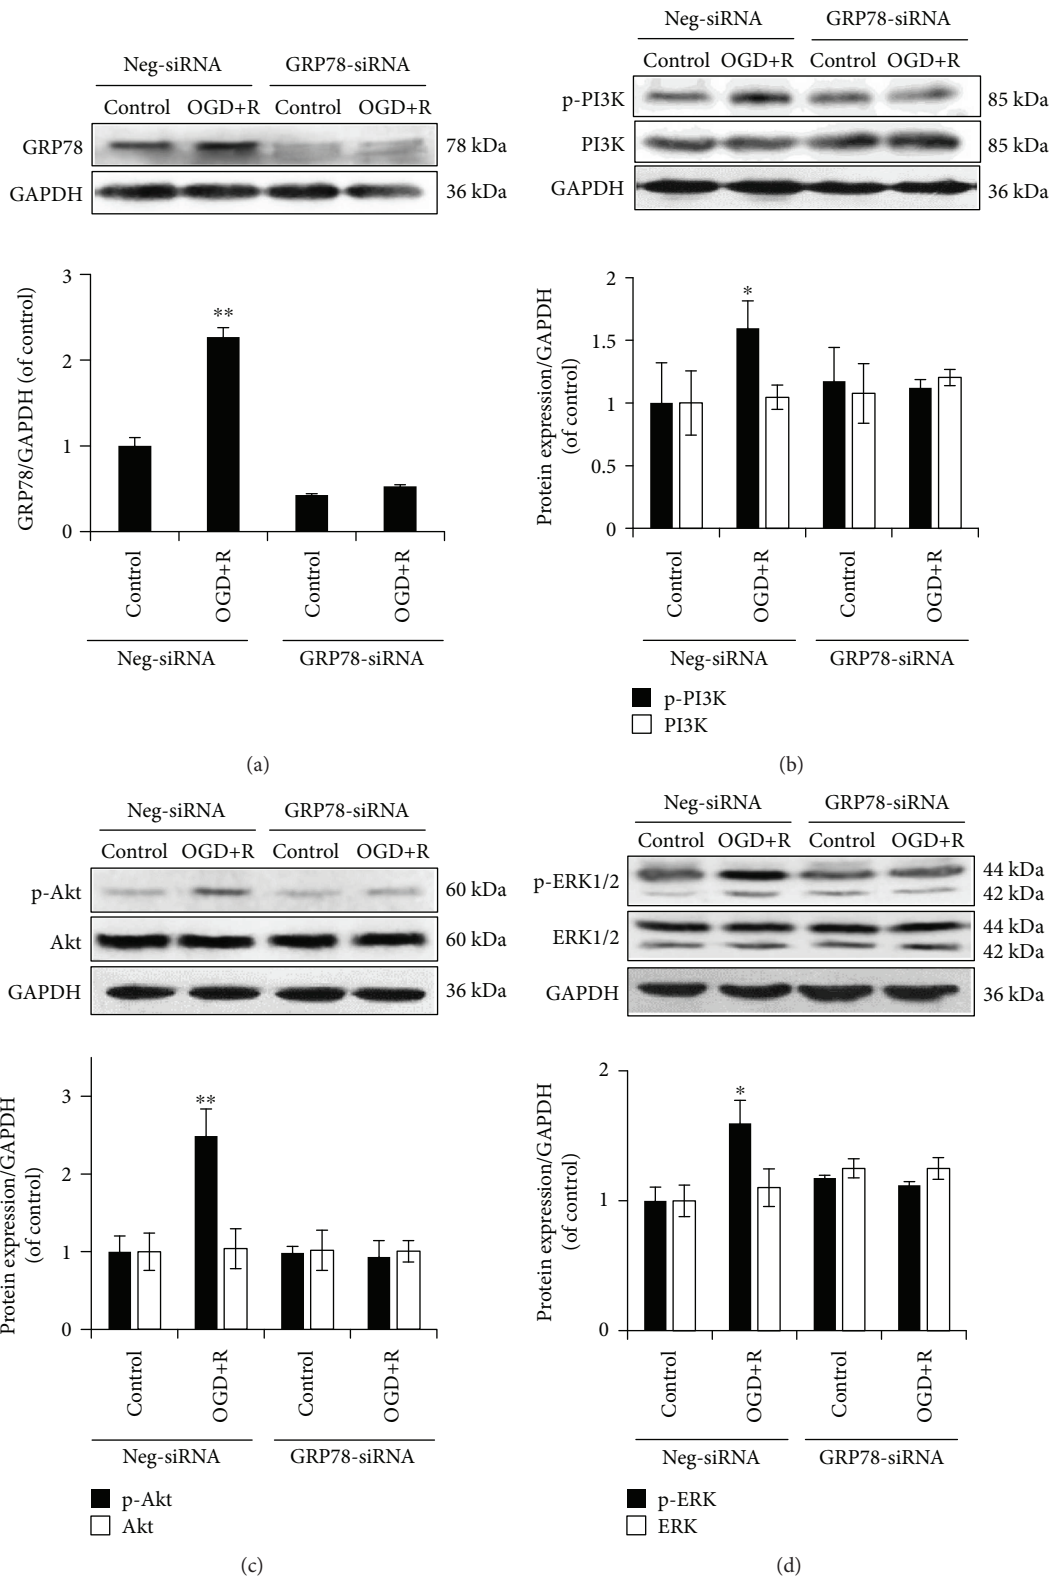 Neg-siRNA GRP78-siRNA
Control OGD+R Control OGD+R
GRP78 78 kDa
GAPDH 36 kDa
GRP78/GAPDH (of control)
3
2
1
0
**
Control OGD+R Control OGD+R
Neg-siRNA GRP78-siRNA
(a)
Neg-siRNA GRP78-siRNA
Control OGD+R Control OGD+R
p-PI3K 85 kDa
PI3K 85 kDa
GAPDH 36 kDa
Protein expression/GAPDH
(of control)
2
1.5
1
0.5
0
*
Control OGD+R Control OGD+R
Neg-siRNA GRP78-siRNA
p-PI3K
PI3K
(b)
Neg-siRNA GRP78-siRNA
Control OGD+R Control OGD+R
p-Akt 60 kDa
Akt 60 kDa
GAPDH 36 kDa
Protein expression/GAPDH
(of control)
3
2
1
0
**
Control OGD+R Control OGD+R
Neg-siRNA GRP78-siRNA
p-Akt
Akt
(c)
Neg-siRNA GRP78-siRNA
Control OGD+R Control OGD+R
p-ERK1/2 44 kDa
42 kDa
ERK1/2 44 kDa
42 kDa
GAPDH 36 kDa
Protein expression/GAPDH
(of control)
2
1
0
*
Control OGD+R Control OGD+R
Neg-siRNA GRP78-siRNA
p-ERK
ERK
(d)